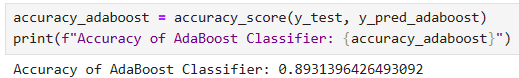 accuracy_adaboost = accuracy_score(y_test, y_pred_adaboost)
print(f"Accuracy of AdaBoost Classifier: {accuracy_adaboost}")
Accuracy of AdaBoost Classifier: 0.8931396426493092